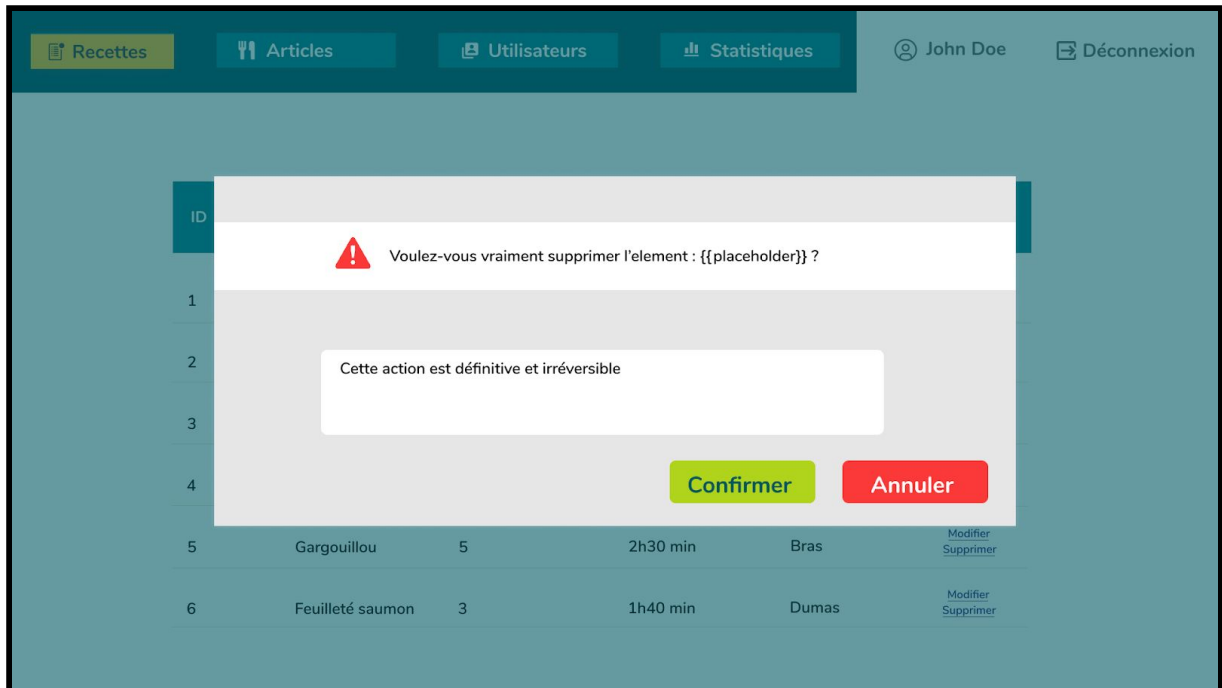 Recettes Articles Utilisateurs Statistiques John Doe Déconnexion
ID
Voulez-vous vraiment supprimer l'element : {{placeholder}} ?
1
2
Cette action est définitive et irréversible
3
4
Confirmer Annuler
5 Gargouillou 5 2h30 min Bras Modifier
Supprimer
6 Feuilleté saumon 3 1h40 min Dumas Modifier
Supprimer